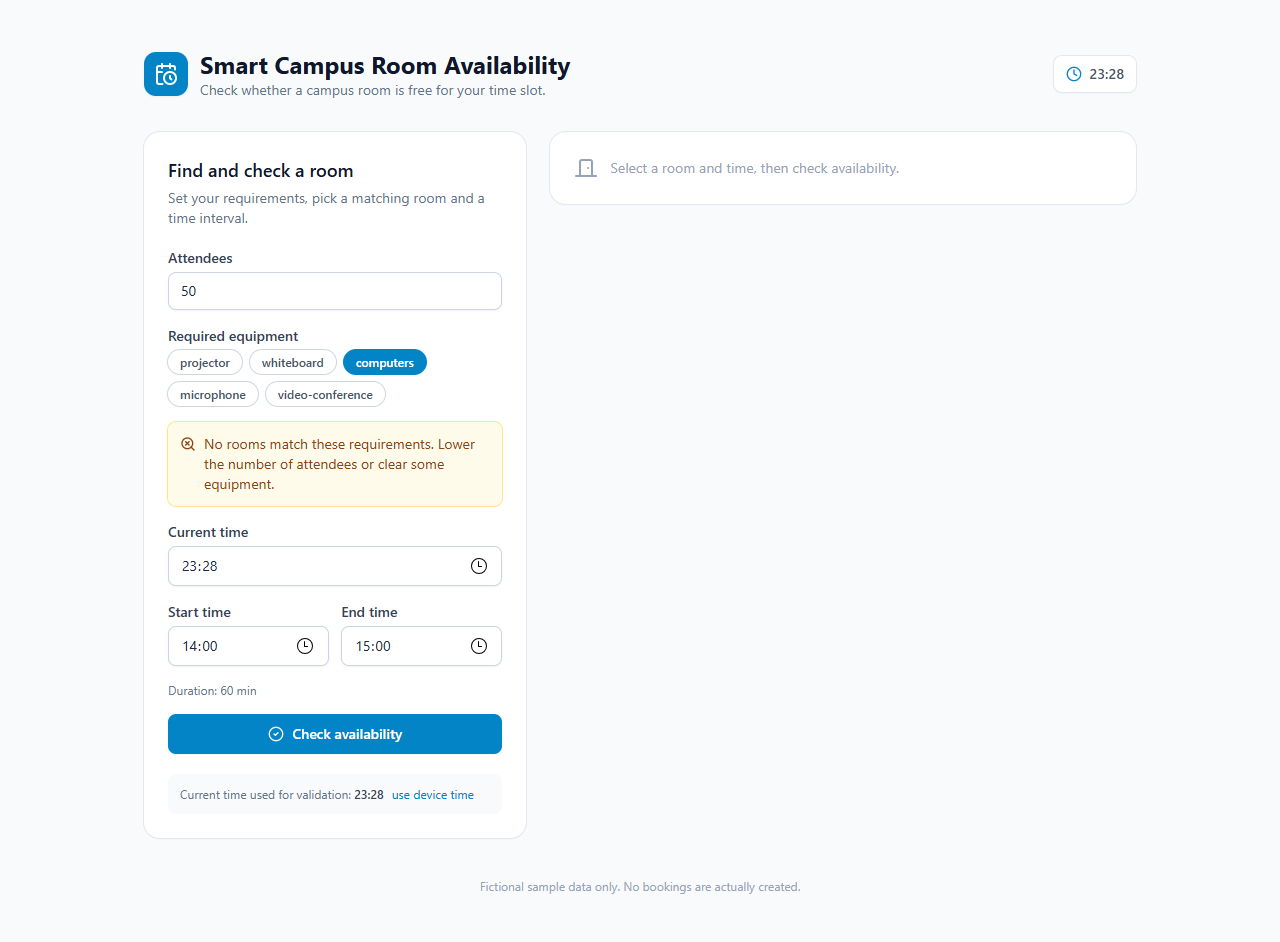 Smart Campus Room Availability
Check whether a campus room is free for your time slot.
23:28
Find and check a room
Set your requirements, pick a matching room and a
time interval.
Attendees
50
Required equipment
projector
whiteboard
computers
microphone
video-conference
No rooms match these requirements. Lower
the number of attendees or clear some
equipment.
Current time
23:28
Start time
End time
14:00
15:00
Duration: 60 min
Check availability
Current time used for validation: 23:28 use device time
Select a room and time, then check availability.
Fictional sample data only. No bookings are actually created.